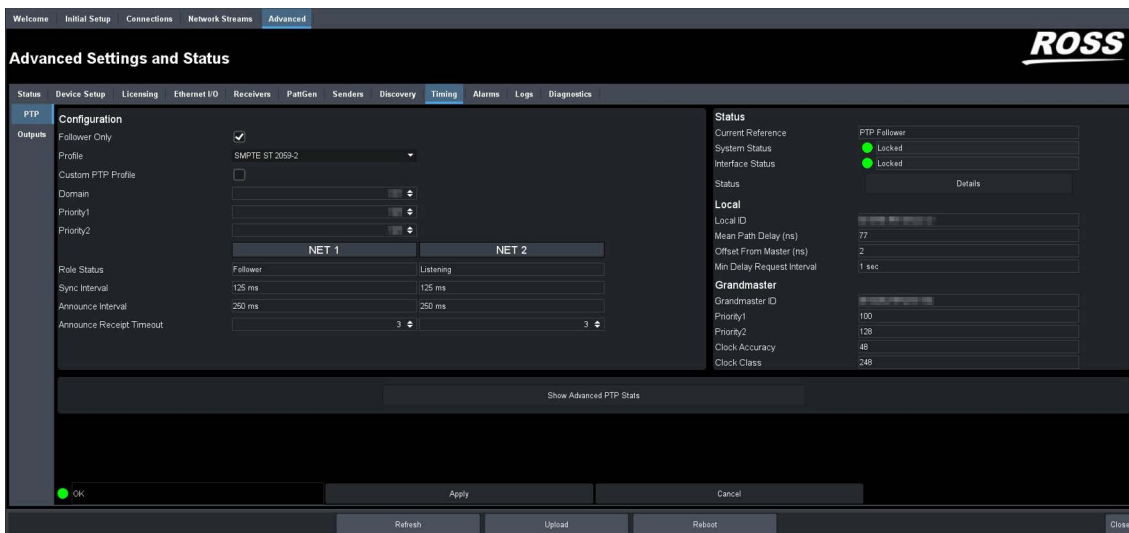 Welcome Initial Setup Connections Network Streams Advanced
Advanced Settings and Status
ROSS
Status Device Setup Licensing Ethernet I/O Receivers PattGen Senders Discovery Timing Alarms Logs Diagnostics
PTP
Outputs
Configuration
Follower Only
Profile SMPTE ST 2059-2
Custom PTP Profile
Domain
Priority1
Priority2
NET 1 NET 2
Role Status Follower Listening
Sync Interval 125 ms 125 ms
Announce Interval 250 ms 250 ms
Announce Receipt Timeout 3 3
Status
Current Reference PTP Follower
System Status Locked
Interface Status Locked
Status Details
Local
Local ID
Mean Path Delay (ns) 77
Offset From Master (ns) 2
Min Delay Request Interval 1 sec
Grandmaster
Grandmaster ID
Priority1 100
Priority2 128
Clock Accuracy 48
Clock Class 248
Show Advanced PTP Stats
OK Apply Cancel
Refresh Upload Reboot Close